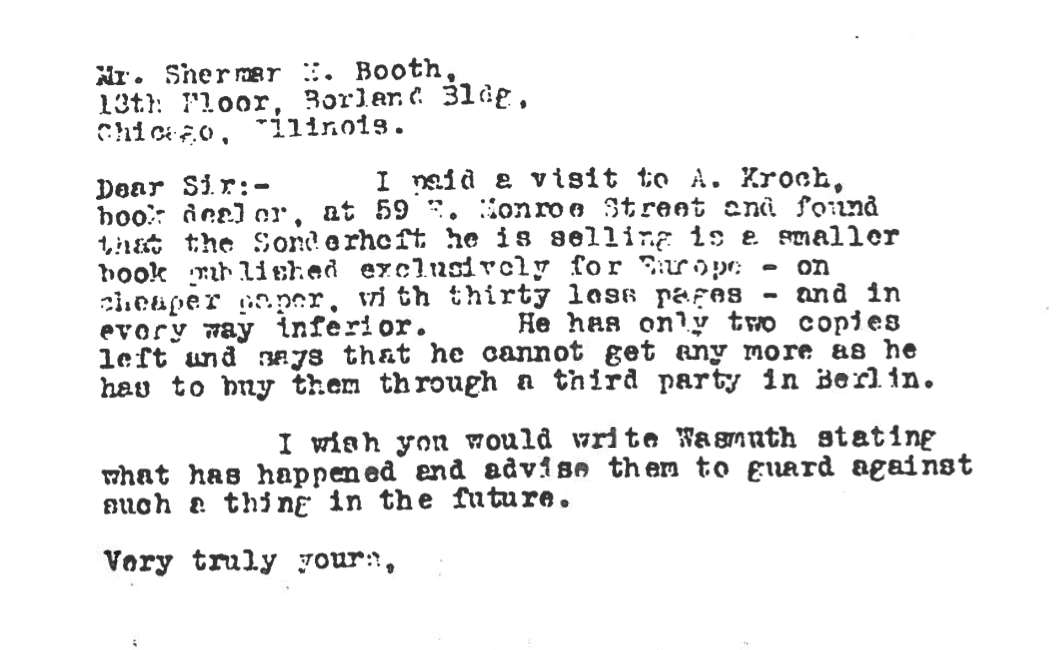 Mr. Sherman M. Booth,
13th Floor, Borland Bldg,
Chicago, Illinois.
Dear Sir:- I paid a visit to A. Kroch,
book dealer, at 59 E. Monroe Street and found
that the Sonderheft he is selling is a smaller
book published exclusively for Europe - on
cheaper paper, with thirty less pages - and in
every way inferior. He has only two copies
left and says that he cannot get any more as he
has to buy them through a third party in Berlin.
I wish you would write Wasmuth stating
what has happened and advise them to guard against
such a thing in the future.
Very truly yours,